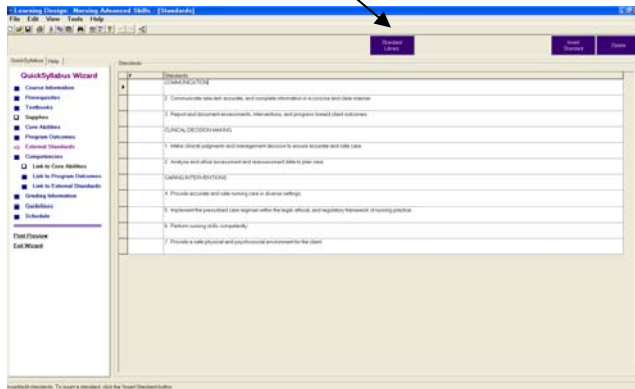 Learning Design: Nursing Advanced Skills - [Standards]
File Edit View Tools Help
Standard Library
Insert Standard
Delete
QuickSyllabus
Help
Standards
QuickSyllabus Wizard
Course Information
Prerequisites
Textbooks
Supplies
Core Abilities
Program Outcomes
External Standards
Competencies
Link to Core Abilities
Link to Program Outcomes
Link to External Standards
Grading Information
Guidelines
Schedule
Print Preview
Exit Wizard
# Standards
COMMUNICATION
2. Communicate relevant, accurate, and complete information in a concise and clear manner
3. Report and document assessments, interventions, and progress toward client outcomes
CLINICAL DECISION MAKING
1. Make clinical judgments and management decision to ensure accurate and safe care.
2. Analyze and utilize assessment and reassessment data to plan care.
CARING INTERVENTIONS
4. Provide accurate and safe nursing care in diverse settings.
5. Implement the prescribed care regimen within the legal, ethical, and regulatory framework of nursing practice.
6. Perform nursing skills competently.
7. Provide a safe physical and psychosocial environment for the client.
Insert/edit standards. To insert a standard, click the 'Insert Standard' button.